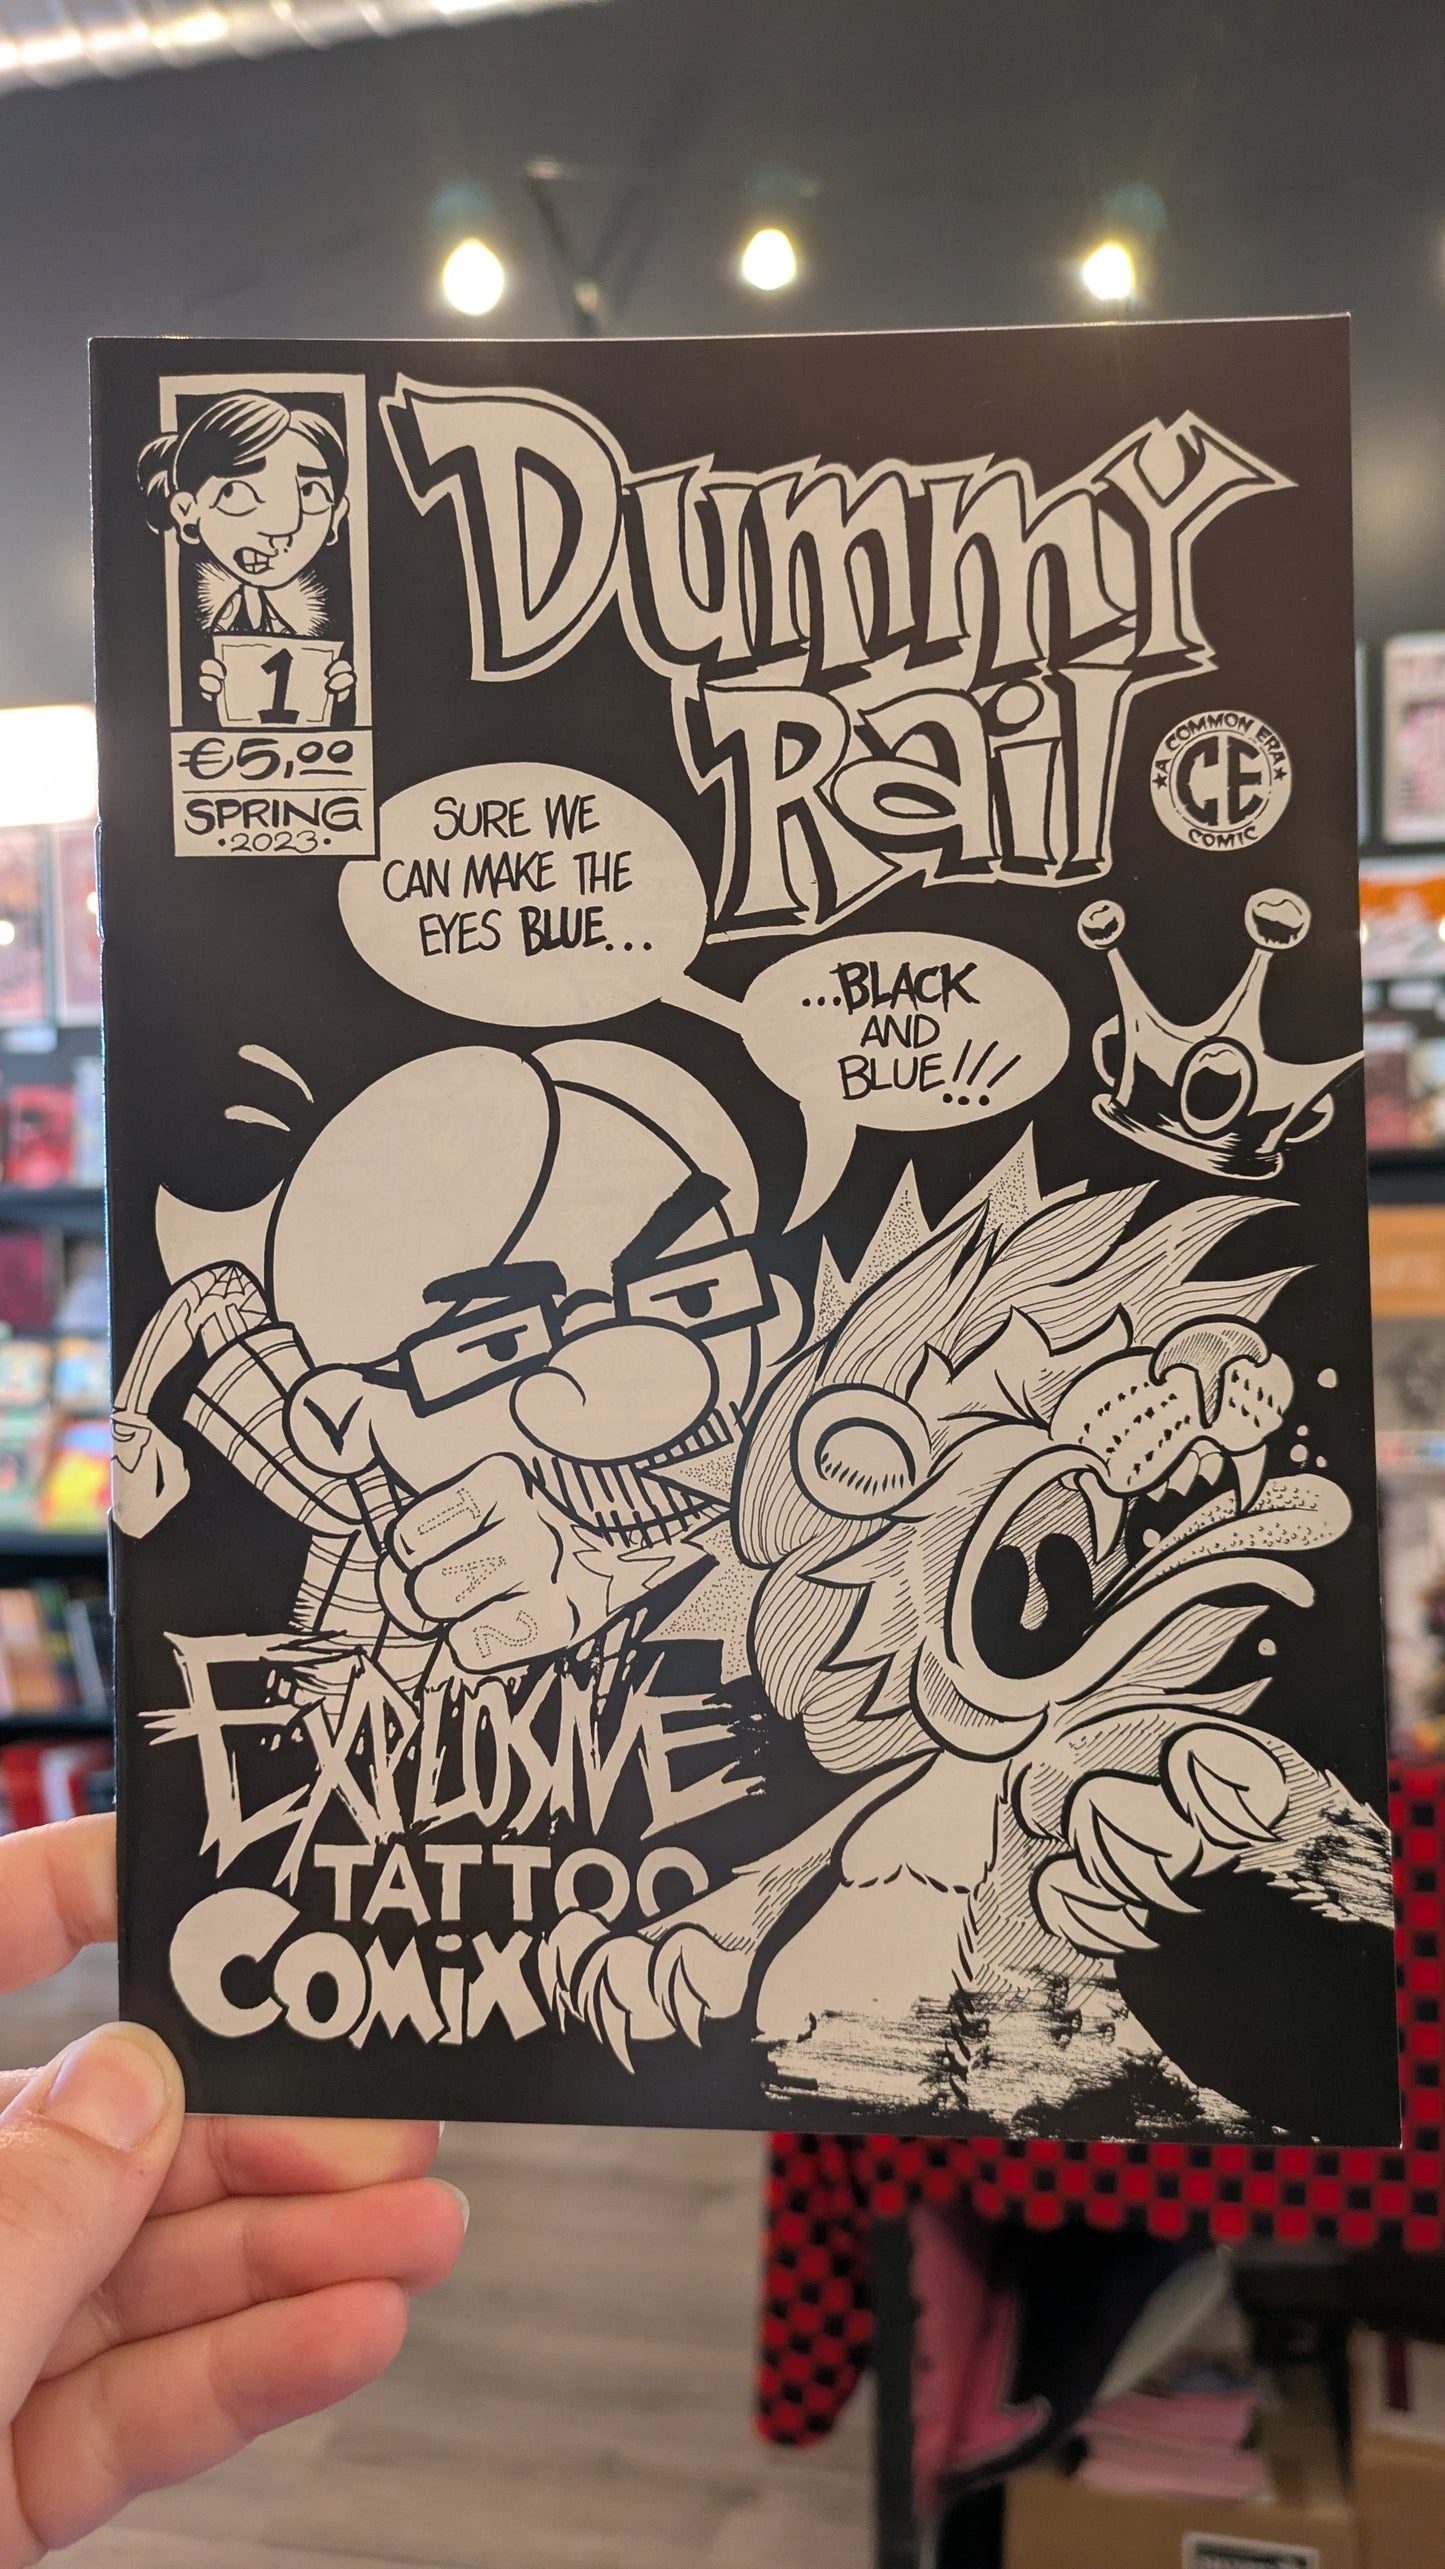 1
€5,00
SPRING
·2023·
DUMMY
RAIL
★ A COMMON ERA ★
CE
COMIC
SURE WE
CAN MAKE THE
EYES BLUE...
...BLACK
AND
BLUE!!!
EXPLOSIVE
TATTOO
COMIX